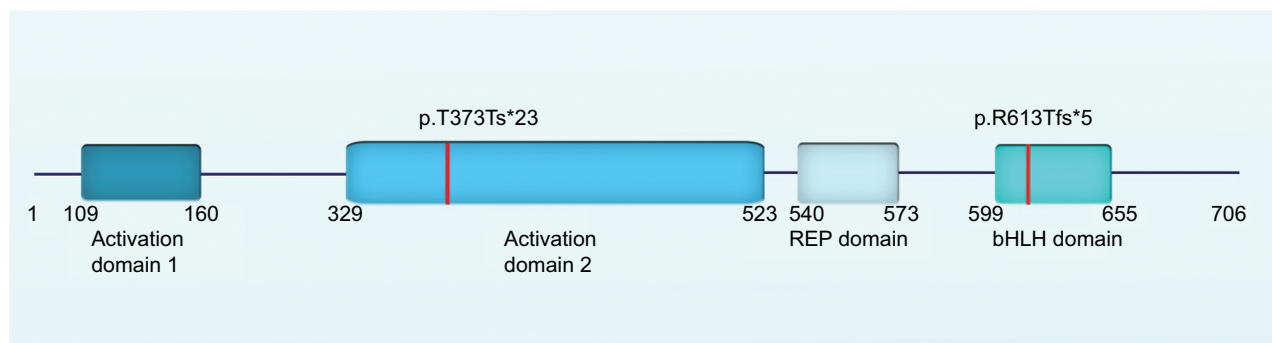 p.T373Ts*23 p.R613Tfs*5
1 109 160 329 523 540 573 599 655 706
Activation
domain 1
Activation
domain 2
REP domain
bHLH domain